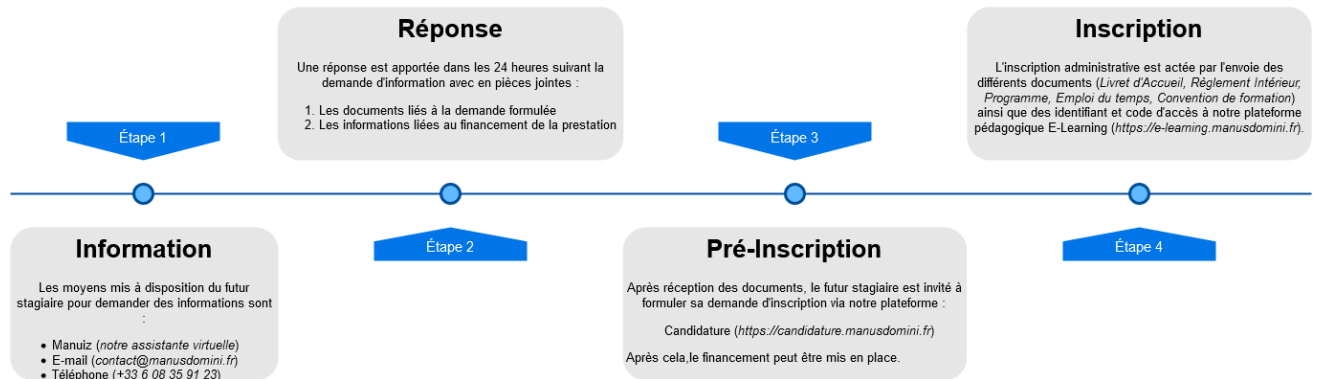 Étape 1
Information
Les moyens mis à disposition du futur
stagiaire pour demander des informations sont
:
• Manuiz (notre assistante virtuelle)
• E-mail (contact@manusdomini.fr)
• Téléphone (+33 6 08 35 91 23)
Réponse
Une réponse est apportée dans les 24 heures suivant la
demande d'information avec en pièces jointes :
1. Les documents liés à la demande formulée
2. Les informations liées au financement de la prestation
Étape 2
Étape 3
Pré-Inscription
Après réception des documents, le futur stagiaire est invité à
formuler sa demande d'inscription via notre plateforme :
Candidature (https://candidature.manusdomini.fr)
Après cela,le financement peut être mis en place.
Inscription
L'inscription administrative est actée par l'envoie des
différents documents (Livret d'Accueil, Règlement Intérieur,
Programme, Emploi du temps, Convention de formation)
ainsi que des identifiant et code d'accès à notre plateforme
pédagogique E-Learning (https://e-learning.manusdomini.fr).
Étape 4